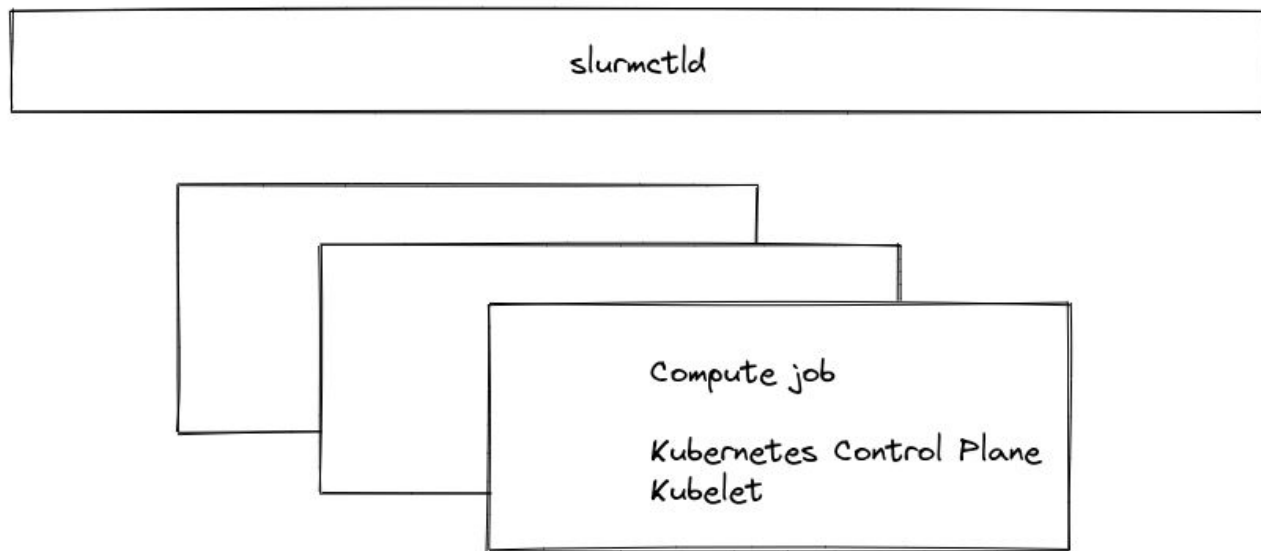 slurmctld
Compute job
Kubernetes Control Plane
Kubelet